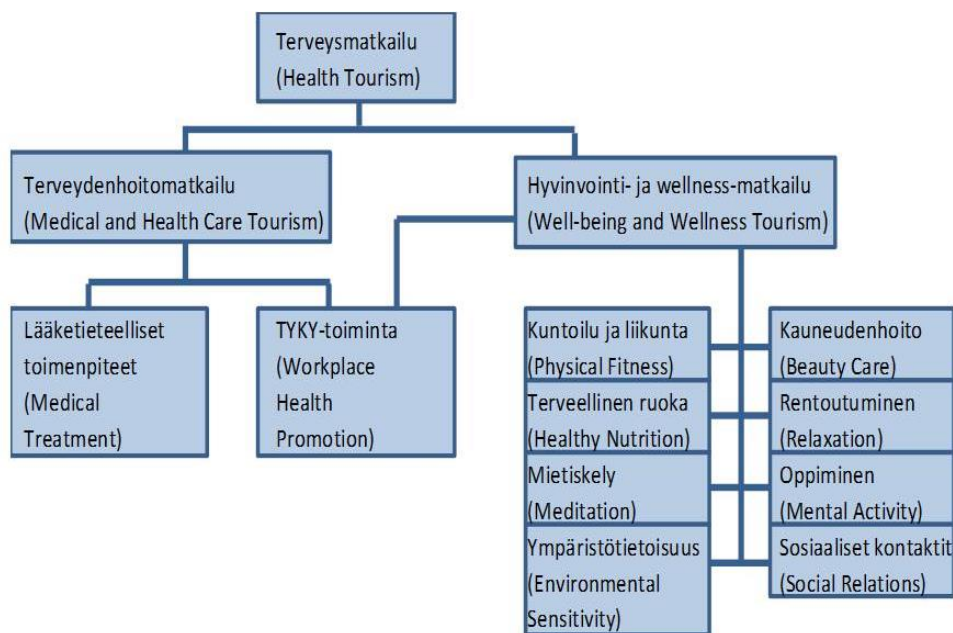 Terveysmatkailu
(Health Tourism)
Terveydenhoitomatkailu
(Medical and Health Care Tourism)
Hyvinvointi- ja wellness-matkailu
(Well-being and Wellness Tourism)
Lääketieteelliset
toimenpiteet
(Medical
Treatment)
TYKY-toiminta
(Workplace
Health
Promotion)
Kuntoilu ja liikunta
(Physical Fitness)
Kauneudenhoito
(Beauty Care)
Terveellinen ruoka
(Healthy Nutrition)
Rentoutuminen
(Relaxation)
Mietiskely
(Meditation)
Oppiminen
(Mental Activity)
Ympäristötietoisuus
(Environmental
Sensitivity)
Sosiaaliset kontaktit
(Social Relations)